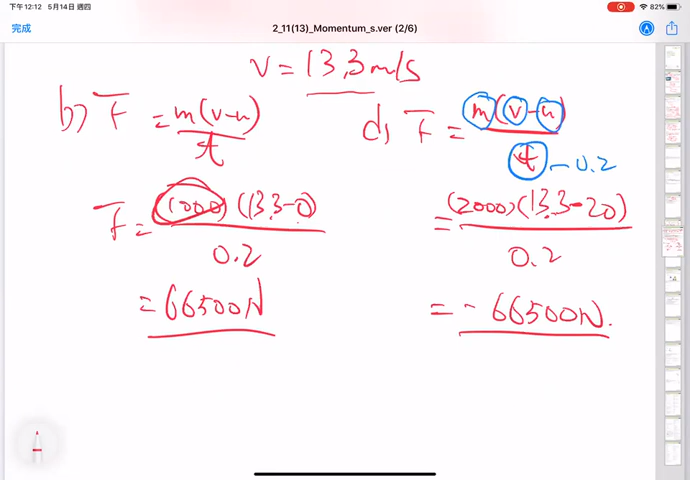 下午12:12 5月14日 週四
82%
完成
2_11(13)_Momentum_s.ver (2/6)
v = 13.3 m/s
b) F = m(v-u)/t
F = (1000)(13.3-0)/0.2
= 66500N
d) F = m(v-u)/t - 0.2
= (2000)(13.3-20)/0.2
= - 66500N.